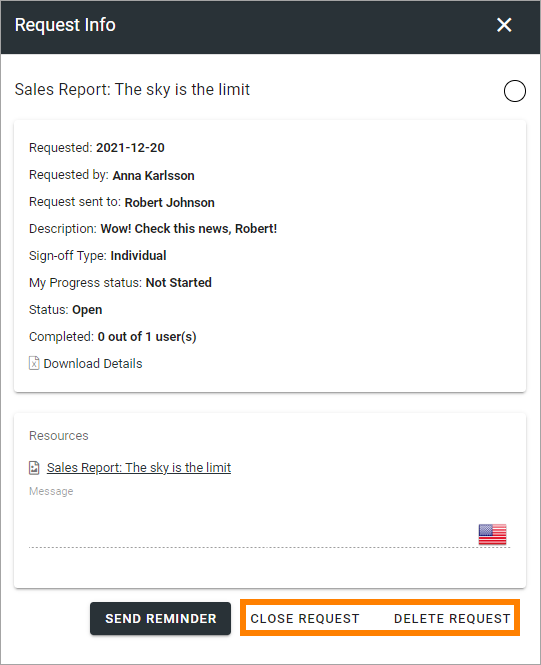 Request Info
Sales Report: The sky is the limit
Requested: 2021-12-20
Requested by: Anna Karlsson
Request sent to: Robert Johnson
Description: Wow! Check this news, Robert!
Sign-off Type: Individual
My Progress status: Not Started
Status: Open
Completed: 0 out of 1 user(s)
Download Details
Resources
Sales Report: The sky is the limit
Message
SEND REMINDER CLOSE REQUEST DELETE REQUEST